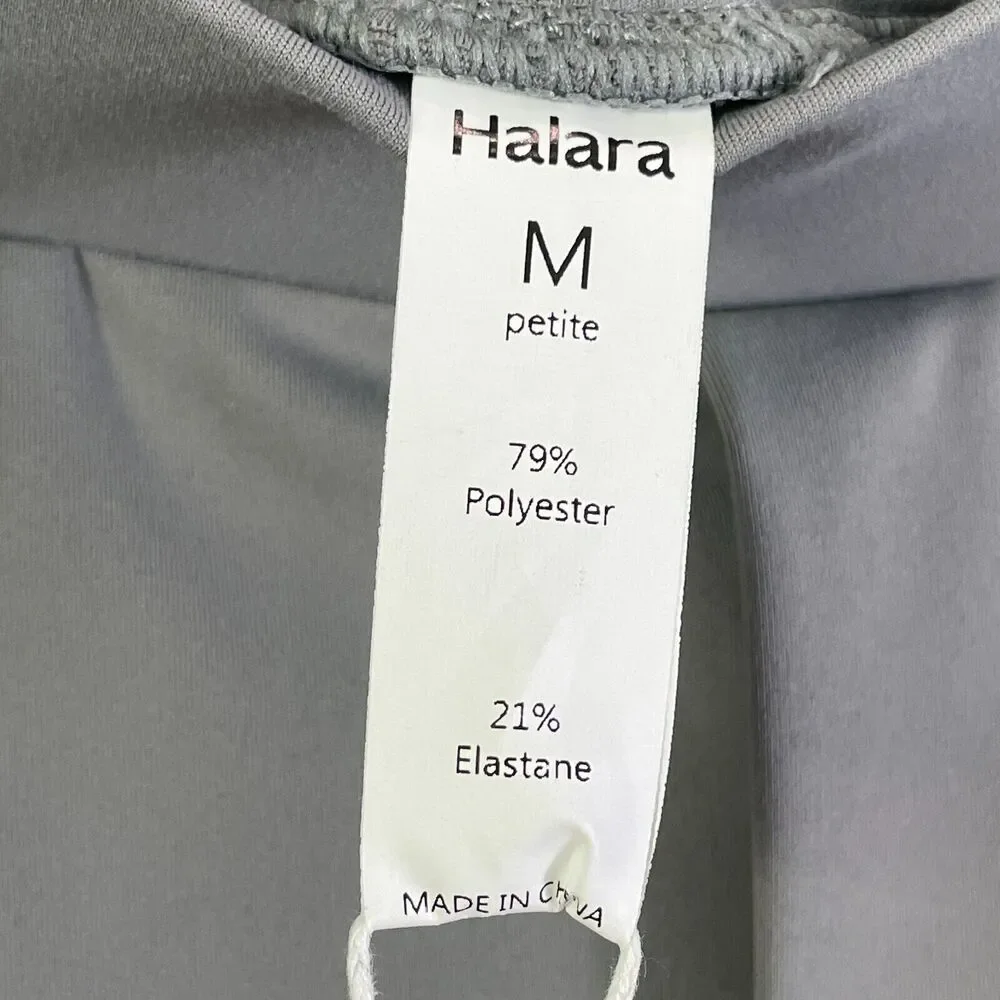 Halara
M
petite
79%
Polyester
21%
Elastane
MADE IN CHINA